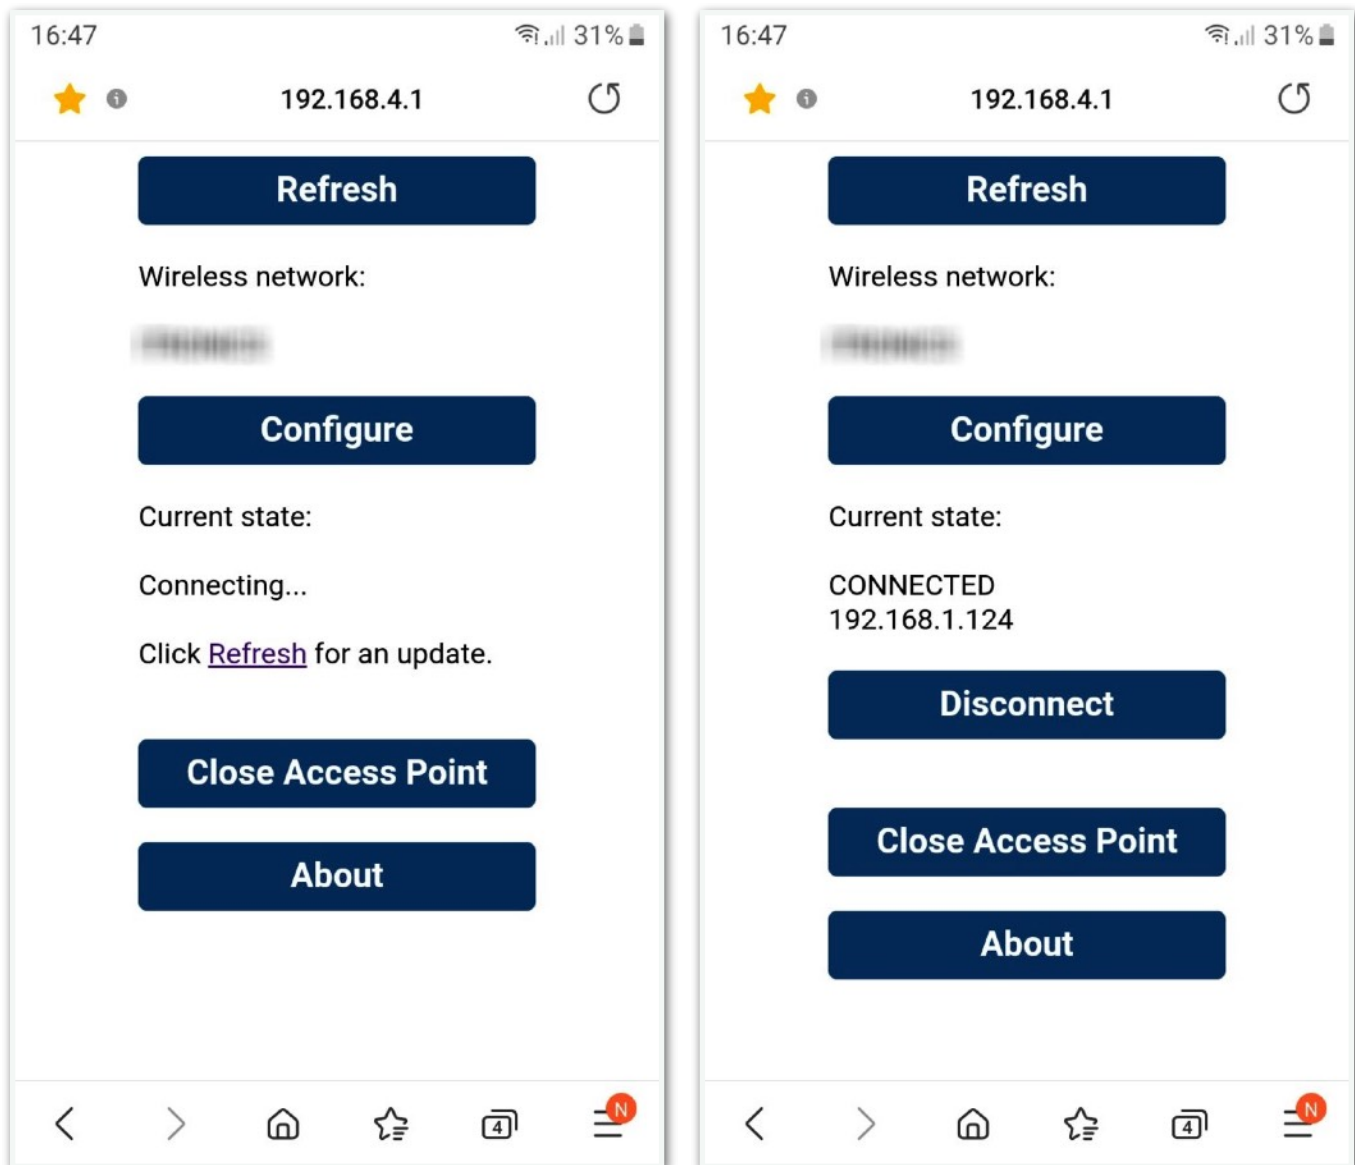 16:47
31%
192.168.4.1
Refresh
Wireless network:
Configure
Current state:
Connecting...
Click Refresh for an update.
Close Access Point
About
4
N
16:47
31%
192.168.4.1
Refresh
Wireless network:
Configure
Current state:
CONNECTED
192.168.1.124
Disconnect
Close Access Point
About
4
N